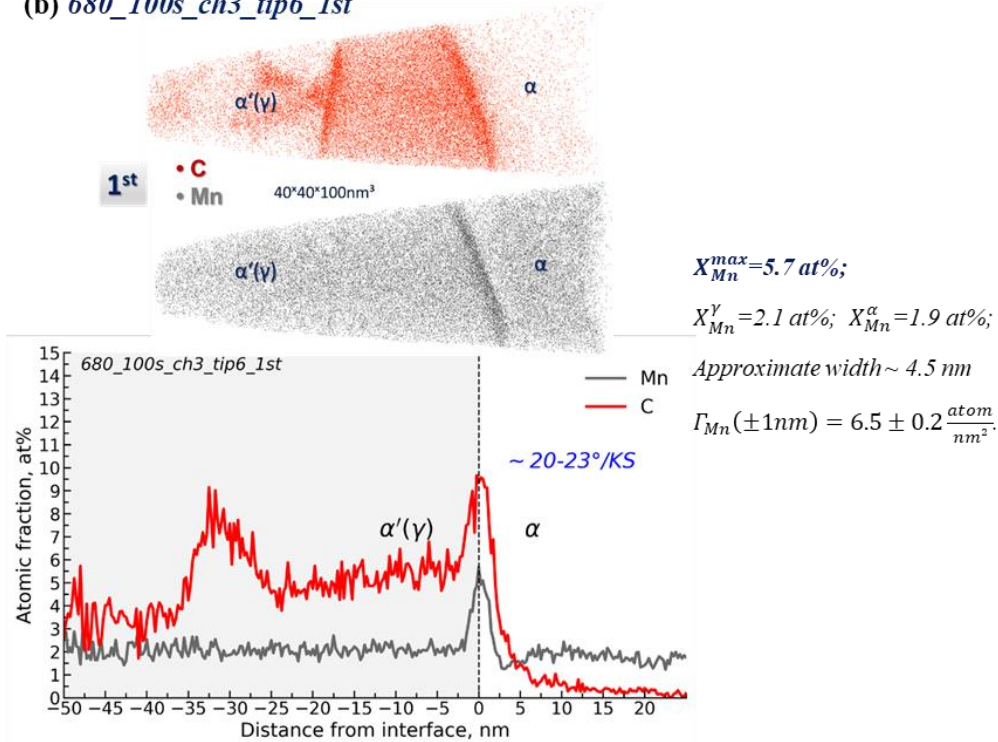 (b) 680_100s_ch3_tip6_1st
α′(γ)
α
1st
• C
• Mn
40*40*100nm³
α′(γ)
α
X_Mn^max=5.7 at%;
X_Mn^γ=2.1 at%; X_Mn^α=1.9 at%;
Approximate width~ 4.5 nm
Γ_Mn(±1nm) = 6.5 ± 0.2 atom/nm².
680_100s_ch3_tip6_1st
Mn
C
~ 20-23°/KS
α′(γ)
α
Atomic fraction, at%
15
14
13
12
11
10
9
8
7
6
5
4
3
2
1
0
−50 −45 −40 −35 −30 −25 −20 −15 −10 −5 0 5 10 15 20
Distance from interface, nm